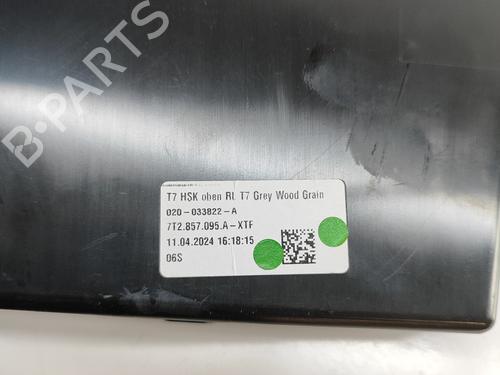 T7 HSK oben RL T7 Grey Wood Grain
02D-033822-A
7T2.857.095.A-XTF
11.04.2024 16:18:15
06S
B-PARTS